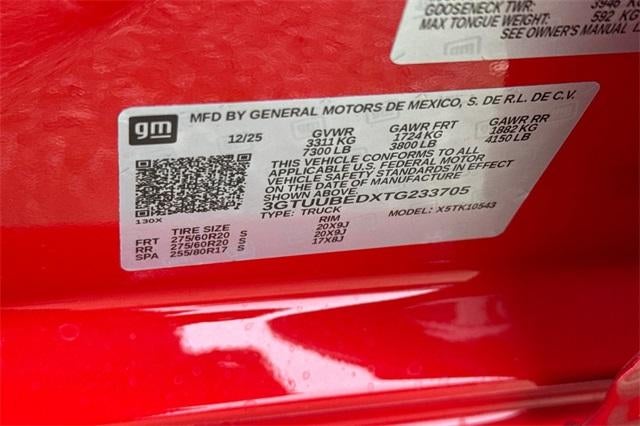 GOOSENECK TWR: 3946 K
MAX TONGUE WEIGHT: 592 KG
SEE OWNER'S MANUAL
gm
MFD BY GENERAL MOTORS DE MEXICO, S. DE R.L. DE C.V.
12/25 GVWR GAWR FRT GAWR RR
3311 KG 1724 KG 1882 KG
7300 LB 3800 LB 4150 LB
THIS VEHICLE CONFORMS TO ALL
APPLICABLE U.S. FEDERAL MOTOR
VEHICLE SAFETY STANDARDS IN EFFECT
ON THE DATE OF MANUFACTURE
SHOWN ABOVE.
3GTUUBEDXTG233705
130X TYPE: TRUCK MODEL: X5TK10543
TIRE SIZE RIM
FRT 275/60R20 S 20X9J
RR 275/60R20 S 20X9J
SPA 255/80R17 S 17X8J